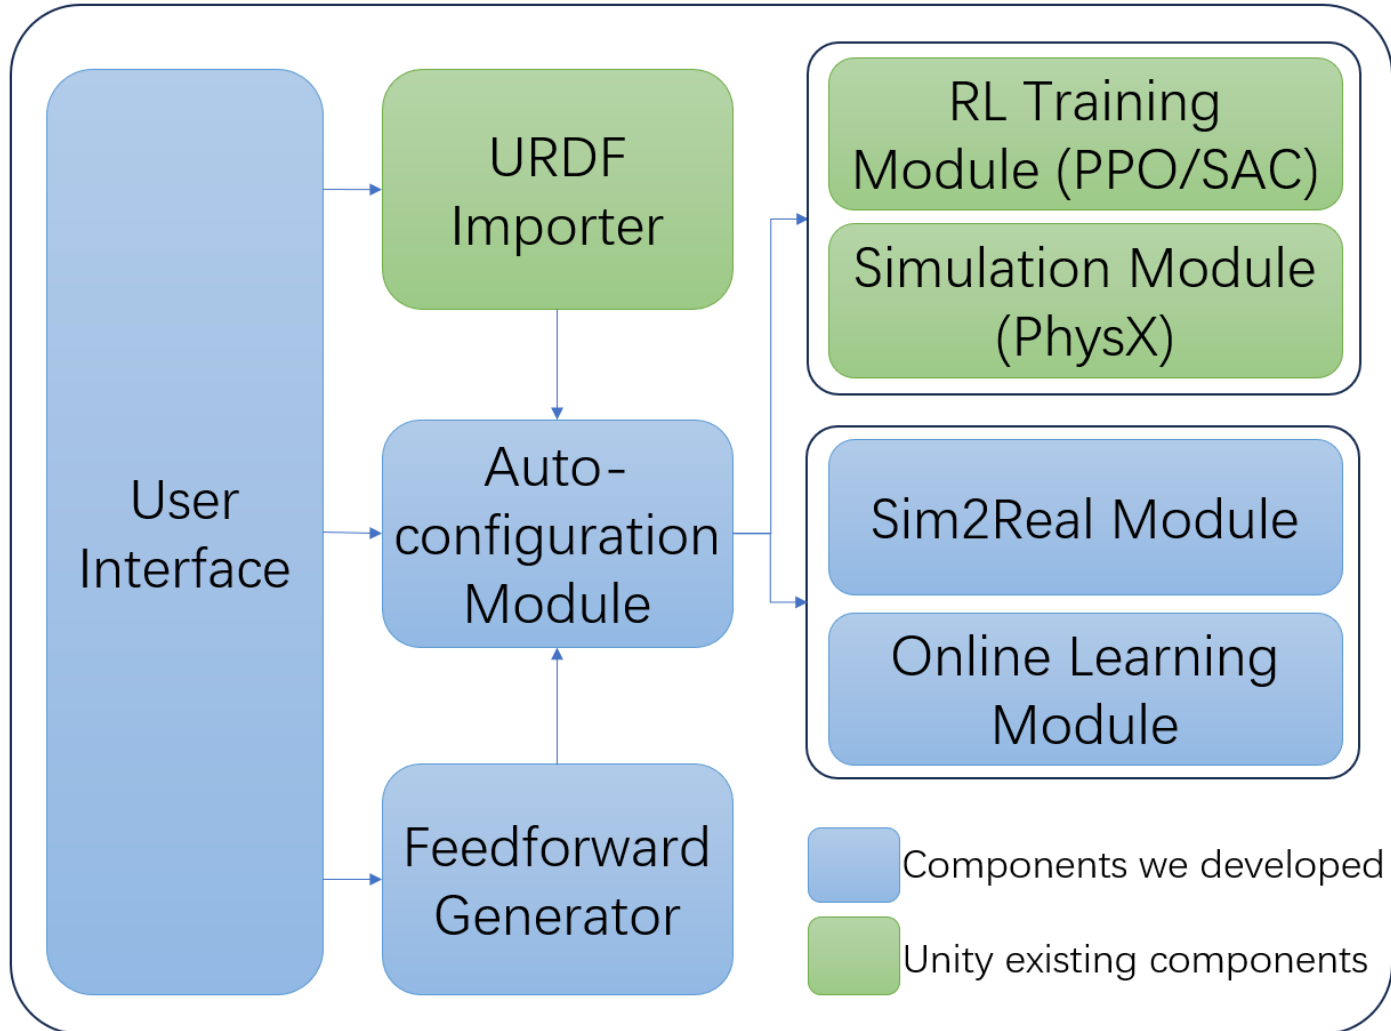 User
Interface
URDF
Importer
Auto-
configuration
Module
Feedforward
Generator
RL Training
Module (PPO/SAC)
Simulation Module
(PhysX)
Sim2Real Module
Online Learning
Module
Components we developed
Unity existing components